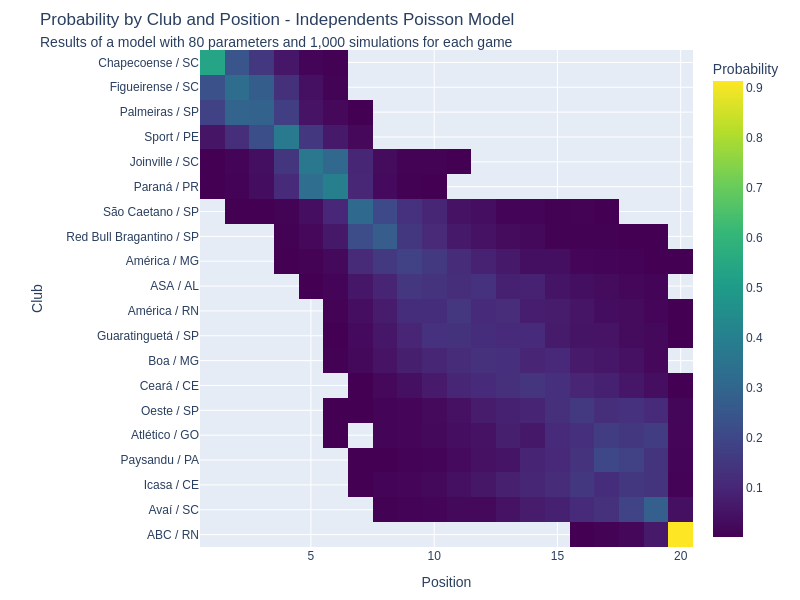 Probability by Club and Position - Independents Poisson Model
Results of a model with 80 parameters and 1,000 simulations for each game
Probability
Chapecoense / SC
Figueirense / SC
Palmeiras / SP
Sport / PE
Joinville / SC
Paraná / PR
São Caetano / SP
Red Bull Bragantino / SP
América / MG
ASA / AL
América / RN
Guaratinguetá / SP
Boa / MG
Ceará / CE
Oeste / SP
Atlético / GO
Paysandu / PA
Icasa / CE
Avaí / SC
ABC / RN
Club
5 10 15 20
Position
0.9
0.8
0.7
0.6
0.5
0.4
0.3
0.2
0.1